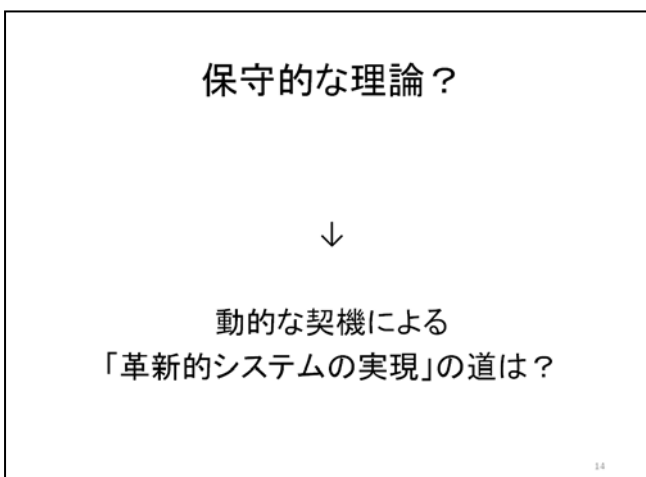 保守的な理論？
↓
動的な契機による
「革新的システムの実現」の道は？
14